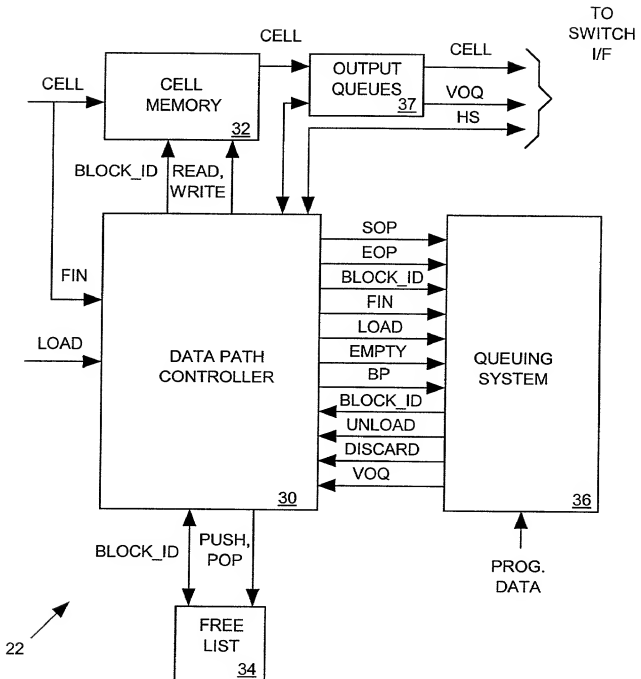 TO
SWITCH
I/F
CELL
CELL
CELL
CELL
MEMORY
32
OUTPUT
QUEUES
37
VOQ
HS
BLOCK_ID
READ,
WRITE
FIN
LOAD
DATA PATH
CONTROLLER
30
SOP
EOP
BLOCK_ID
FIN
LOAD
EMPTY
BP
BLOCK_ID
UNLOAD
DISCARD
VOQ
QUEUING
SYSTEM
36
PROG.
DATA
BLOCK_ID
PUSH,
POP
FREE
LIST
34
22